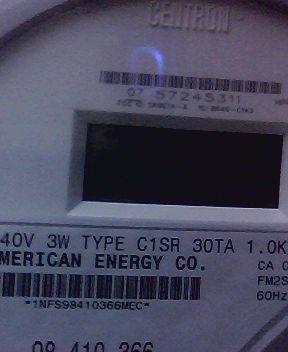 CENTRON
07 57245311
40V 3W TYPE C1SR 30TA 1.0K
MERICAN ENERGY CO. CA 0
FM2S
60Hz
*1NFS98410366MEC*
98 410 366